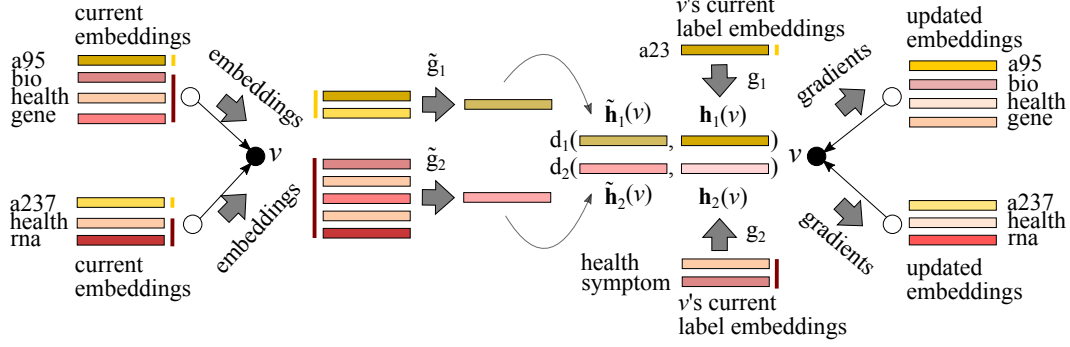 current
embeddings
a95
bio
health
gene
a237
health
rna
current
embeddings
embeddings
v
embeddings
g̃₁
g̃₂
v's current
label embeddings
a23
g₁
h̃₁(v) h₁(v)
d₁( , )
d₂( , )
h̃₂(v) h₂(v)
g₂
health
symptom
v's current
label embeddings
gradients
v
gradients
updated
embeddings
a95
bio
health
gene
a237
health
rna
updated
embeddings